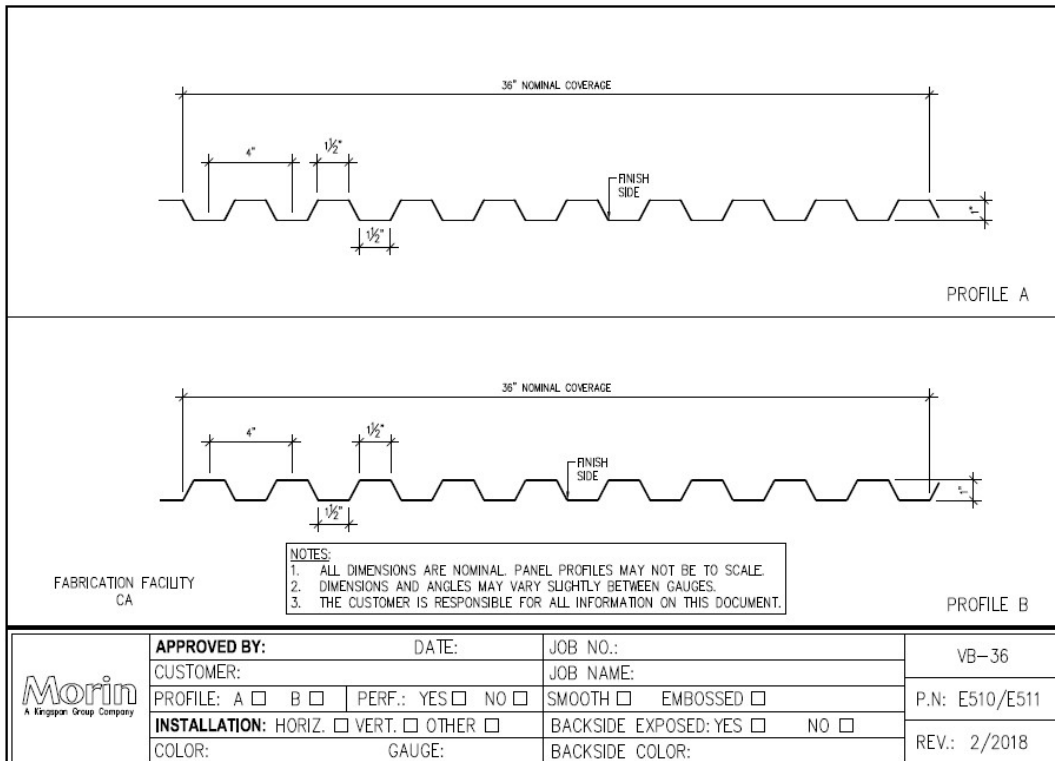 36" NOMINAL COVERAGE
4"
1½"
FINISH
SIDE
1½"
1"
PROFILE A
36" NOMINAL COVERAGE
4"
1½"
FINISH
SIDE
1½"
1"
NOTES:
1. ALL DIMENSIONS ARE NOMINAL. PANEL PROFILES MAY NOT BE TO SCALE.
2. DIMENSIONS AND ANGLES MAY VARY SLIGHTLY BETWEEN GAUGES.
3. THE CUSTOMER IS RESPONSIBLE FOR ALL INFORMATION ON THIS DOCUMENT.
FABRICATION FACILITY
CA
PROFILE B
Morin
A Kingspan Group Company
APPROVED BY: DATE:
CUSTOMER:
PROFILE: A ☐ B ☐ PERF.: YES ☐ NO ☐
INSTALLATION: HORIZ. ☐ VERT. ☐ OTHER ☐
COLOR: GAUGE:
JOB NO.:
JOB NAME:
SMOOTH ☐ EMBOSSED ☐
BACKSIDE EXPOSED: YES ☐ NO ☐
BACKSIDE COLOR:
VB-36
P.N: E510/E511
REV.: 2/2018